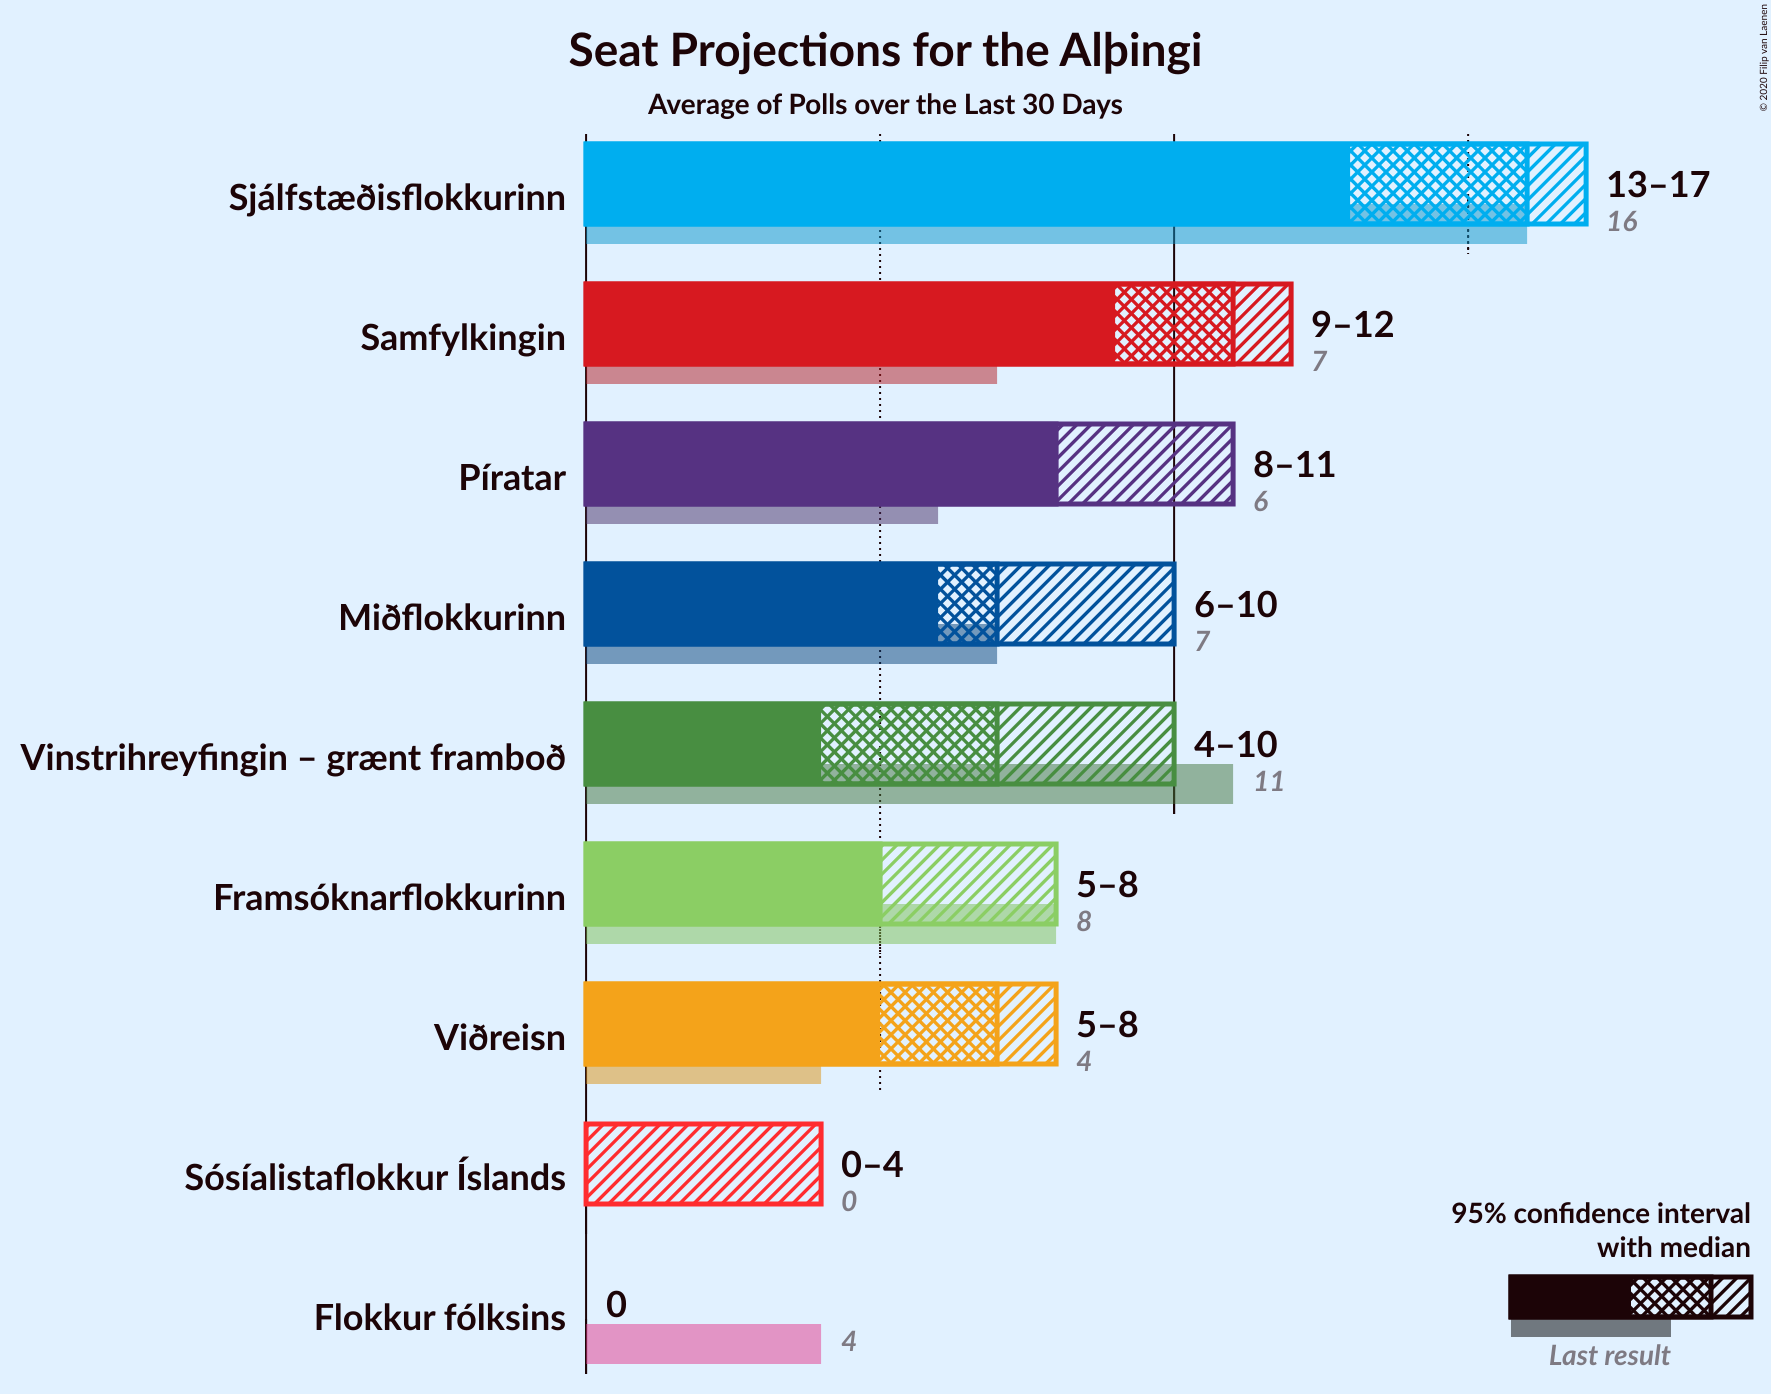 Seat Projections for the Alþingi
Average of Polls over the Last 30 Days
© 2020 Filip van Laenen
Sjálfstæðisflokkurinn
13–17
16
Samfylkingin
9–12
7
Píratar
8–11
6
Miðflokkurinn
6–10
7
Vinstrihreyfingin – grænt framboð
4–10
11
Framsóknarflokkurinn
5–8
8
Viðreisn
5–8
4
Sósíalistaflokkur Íslands
0–4
0
Flokkur fólksins
0
4
95% confidence interval
with median
Last result